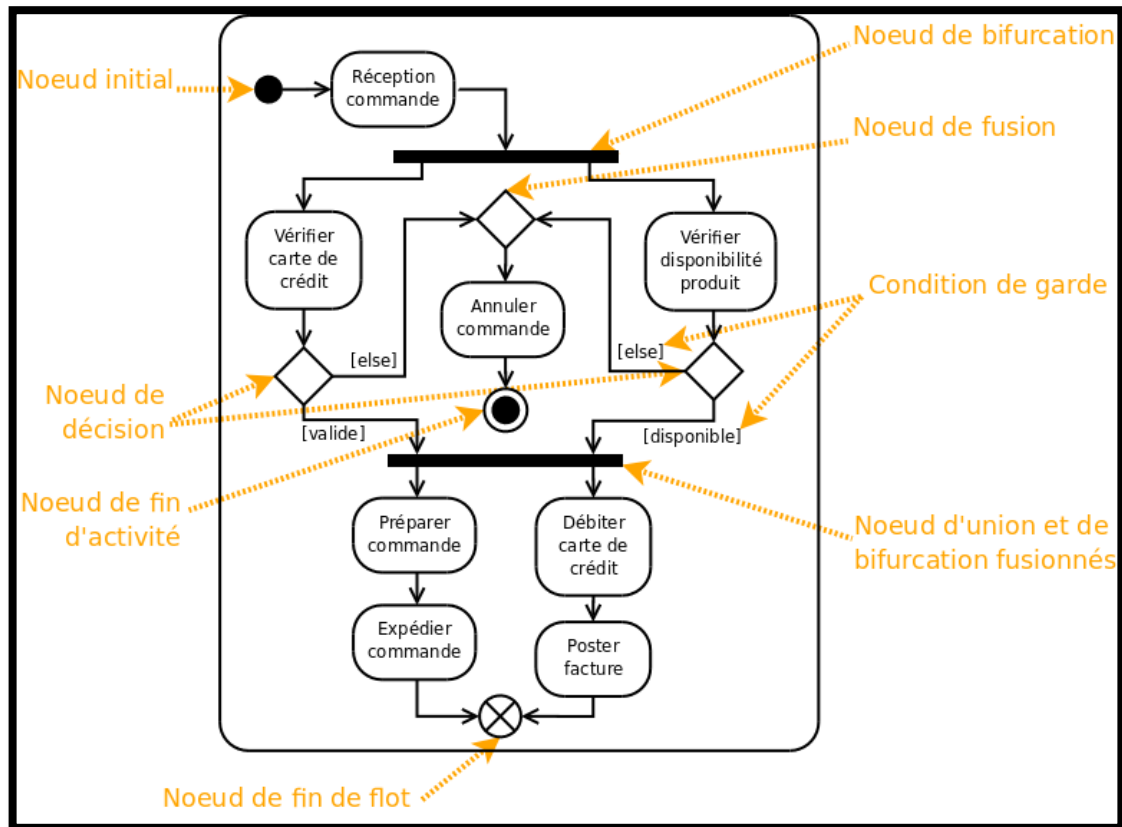 Noeud de bifurcation
Noeud initial
Réception
commande
Noeud de fusion
Vérifier
carte de
crédit
Vérifier
disponibilité
produit
Condition de garde
Annuler
commande
[else]
[else]
Noeud de
décision
[valide]
[disponible]
Noeud de fin
d'activité
Préparer
commande
Débiter
carte de
crédit
Noeud d'union et de
bifurcation fusionnés
Expédier
commande
Poster
facture
Noeud de fin de flot